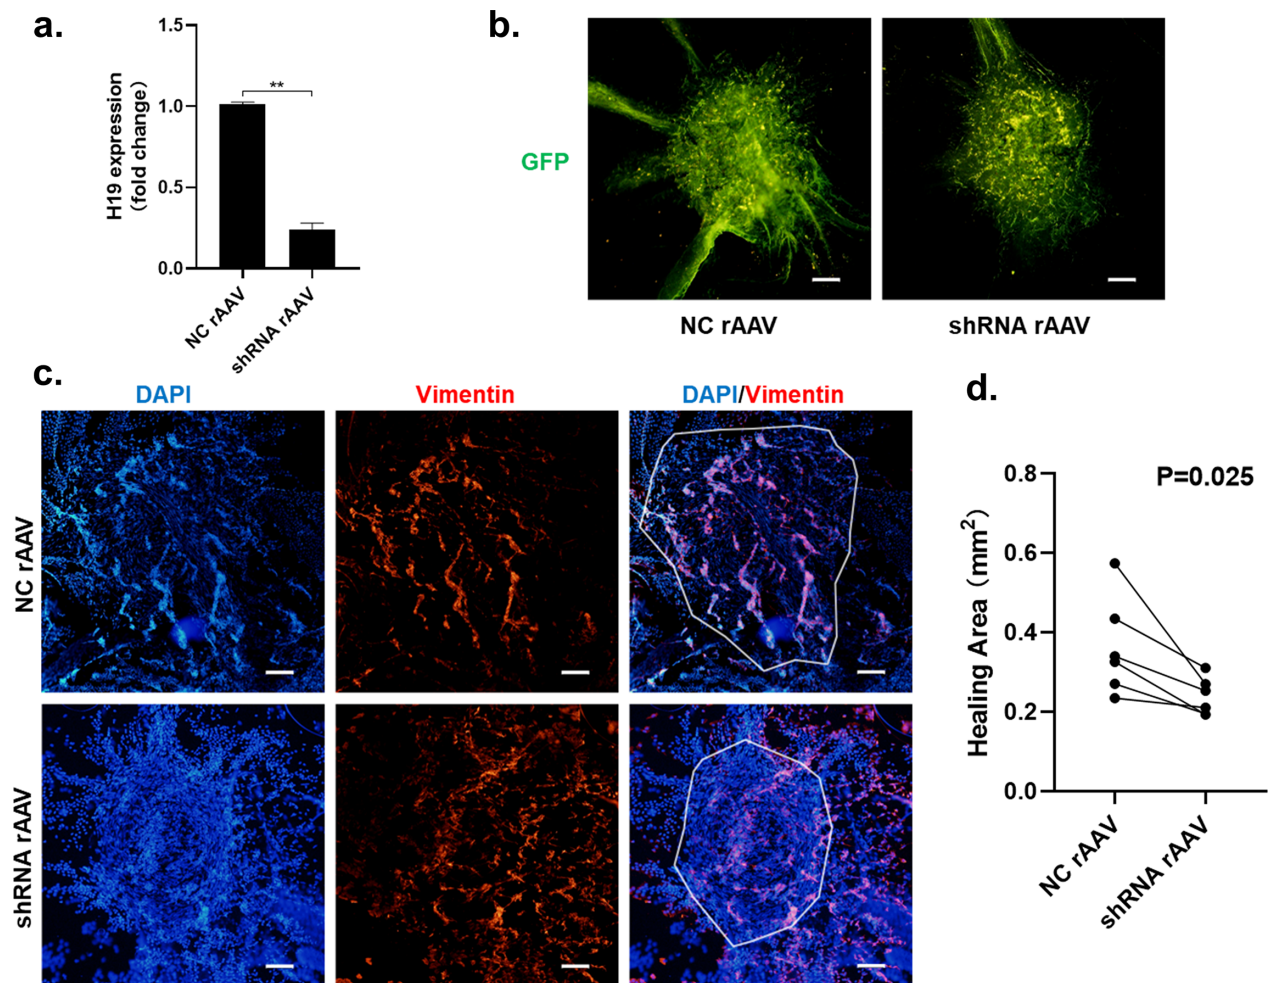 a.
H19 expression
(fold change)
1.5
1.0
0.5
0.0
**
NC rAAV
shRNA rAAV
b.
GFP
NC rAAV
shRNA rAAV
c.
DAPI
Vimentin
DAPI/Vimentin
NC rAAV
shRNA rAAV
d.
P=0.025
Healing Area (mm²)
0.8
0.6
0.4
0.2
0.0
NC rAAV
shRNA rAAV